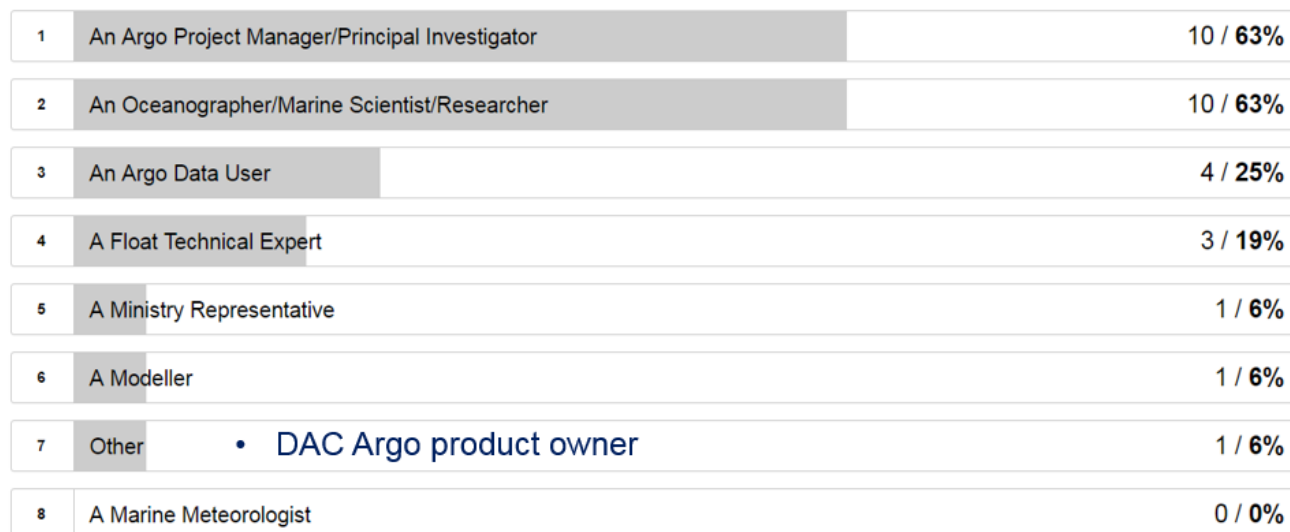 1 An Argo Project Manager/Principal Investigator 10 / 63%
2 An Oceanographer/Marine Scientist/Researcher 10 / 63%
3 An Argo Data User 4 / 25%
4 A Float Technical Expert 3 / 19%
5 A Ministry Representative 1 / 6%
6 A Modeller 1 / 6%
7 Other • DAC Argo product owner 1 / 6%
8 A Marine Meteorologist 0 / 0%